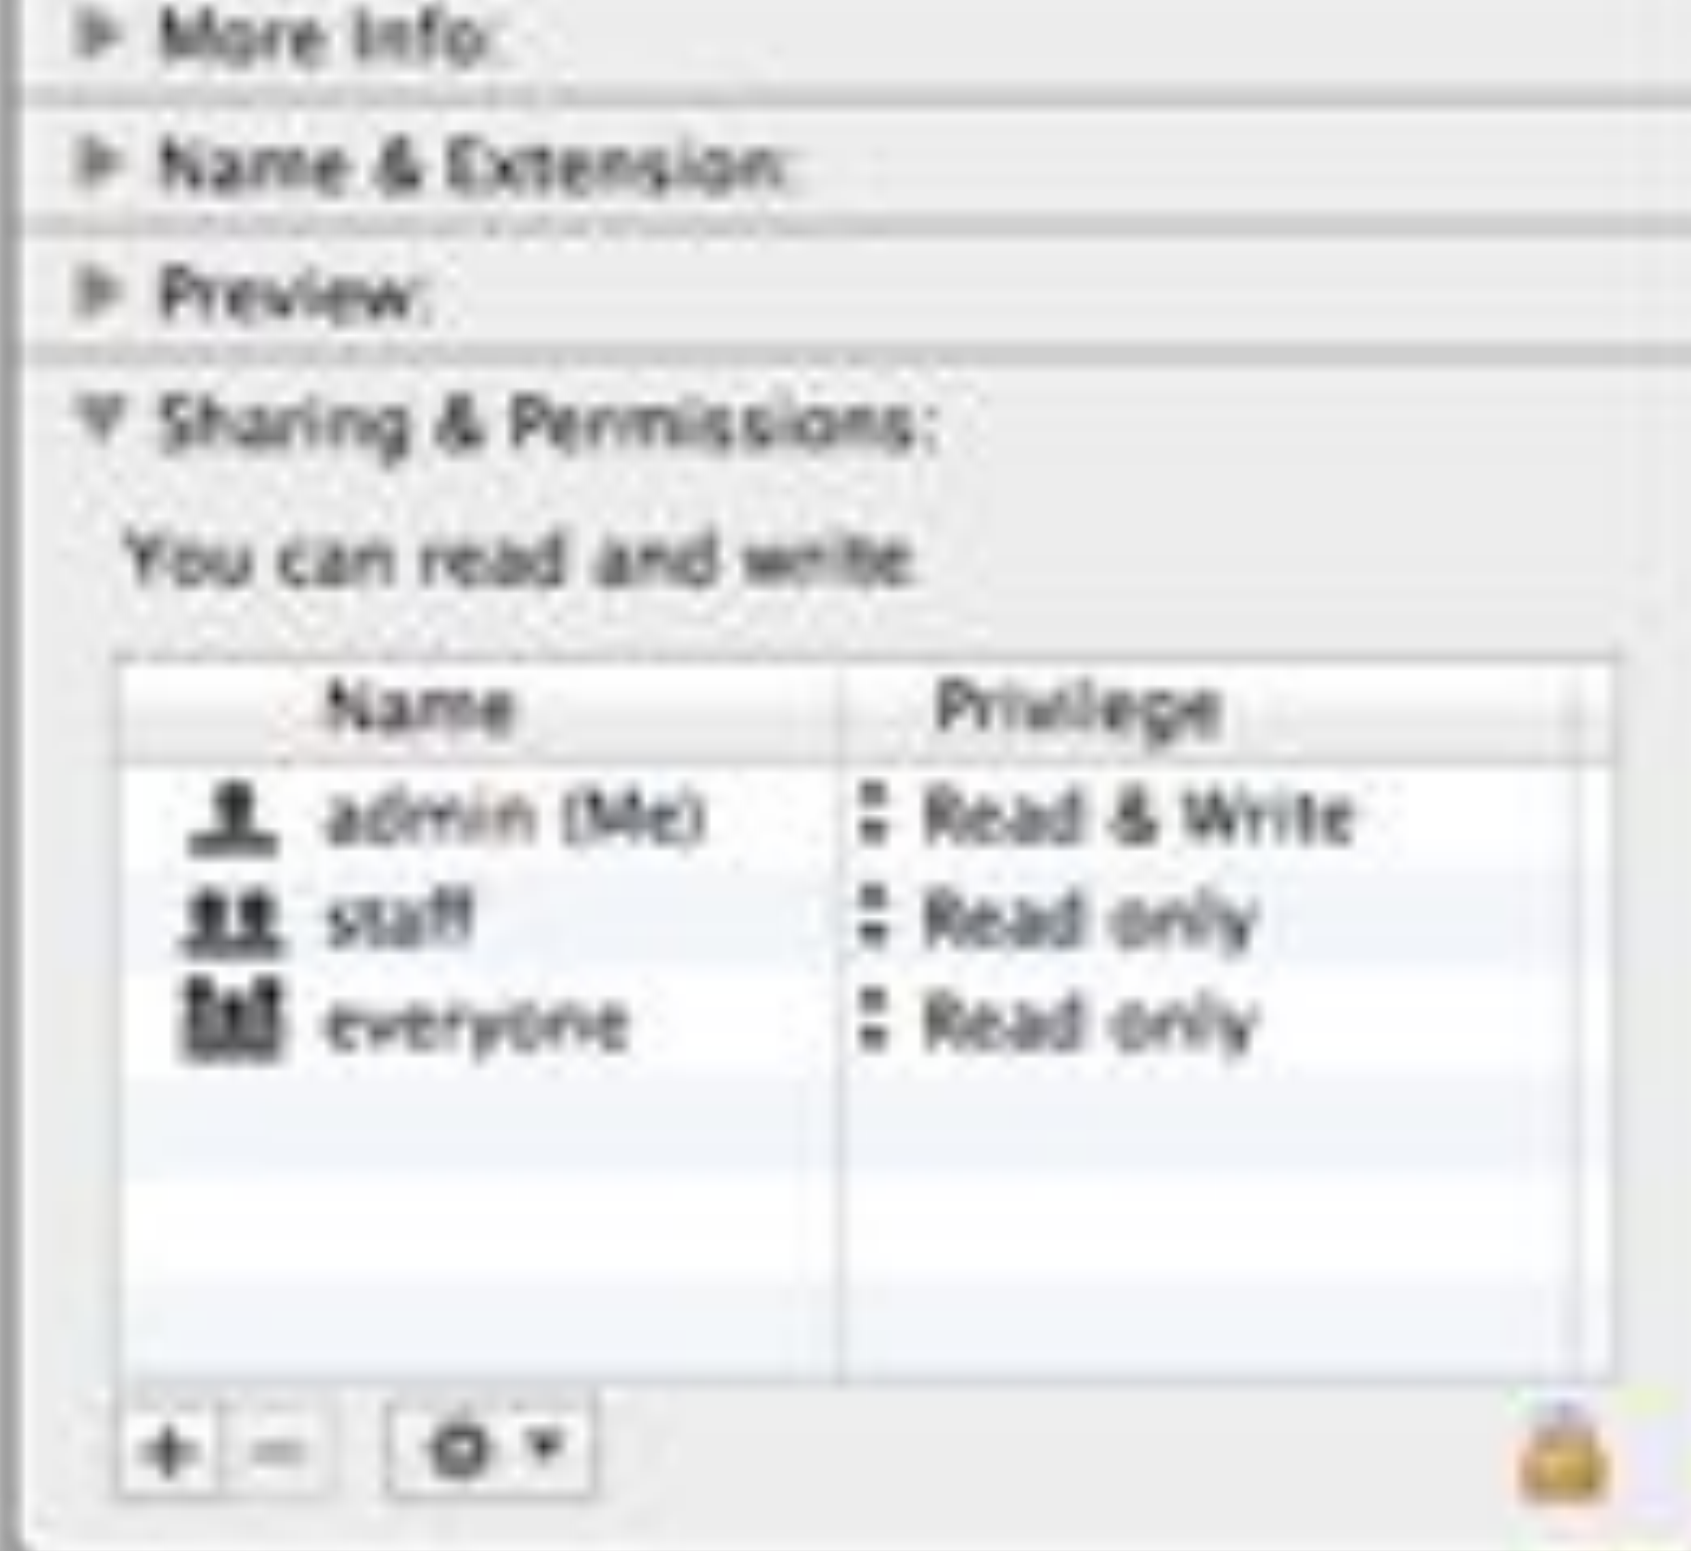 More Info:
Name & Extension:
Preview:
Sharing & Permissions:
You can read and write
Name Privilege
admin (Me) Read & Write
staff Read only
everyone Read only